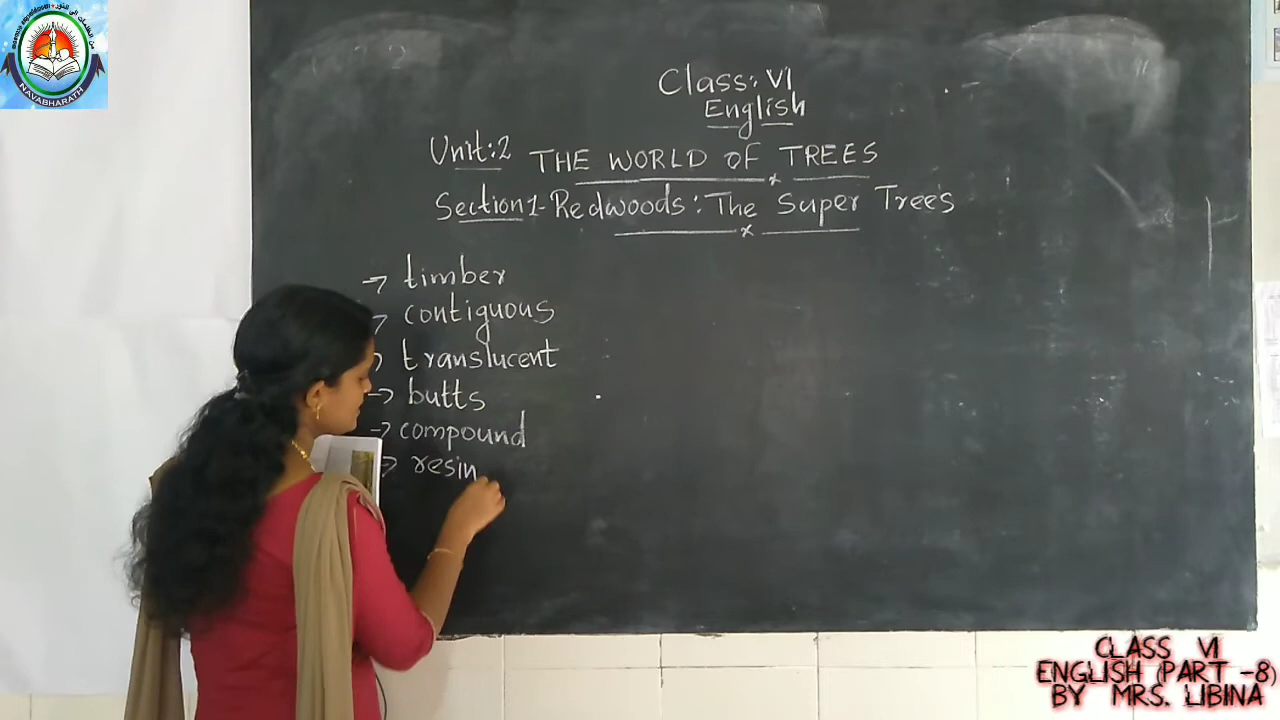 Class: VI
English
Unit:2 THE WORLD OF TREES
Section 1- Redwoods: The Super Trees
→ timber
→ contiguous
→ translucent
→ butts
→ compound
→ resin
NAVABHARATH
CLASS VI
ENGLISH (PART -8)
BY MRS. LIBINA